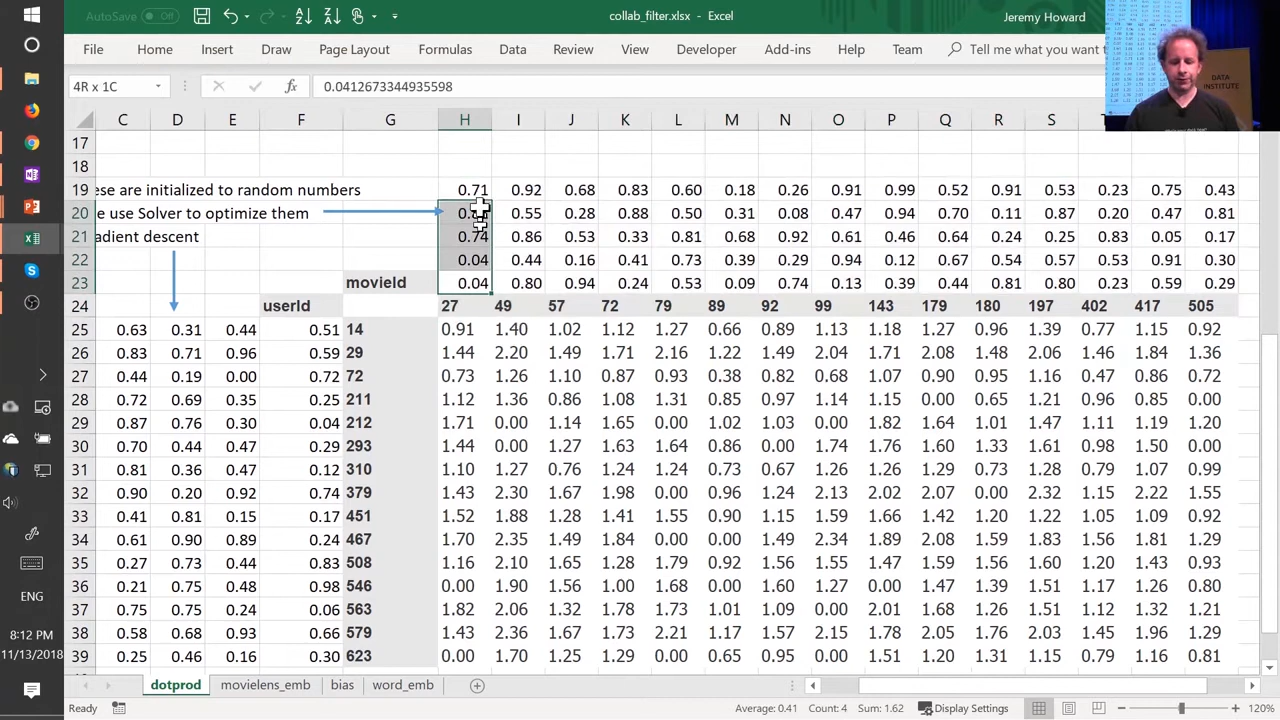 AutoSave Off collab_filter.xlsx - Excel Jeremy Howard
File Home Insert Draw Page Layout Formulas Data Review View Developer Add-ins Help Team Tell me what you want
DATA
INSTITUTE
4R x 1C fx 0.0412673344935598
C D E F G H I J K L M N O P Q R S
17
18
19 ese are initialized to random numbers 0.71 0.92 0.68 0.83 0.60 0.18 0.26 0.91 0.99 0.52 0.91 0.53 0.23 0.75 0.43
20 e use Solver to optimize them 0.55 0.28 0.88 0.50 0.31 0.08 0.47 0.94 0.70 0.11 0.87 0.20 0.47 0.81
21 adient descent 0.74 0.86 0.53 0.33 0.81 0.68 0.92 0.61 0.46 0.64 0.24 0.25 0.83 0.05 0.17
22 0.04 0.44 0.16 0.41 0.73 0.39 0.29 0.94 0.12 0.67 0.54 0.57 0.53 0.91 0.30
23 movieId 0.04 0.80 0.94 0.24 0.53 0.09 0.74 0.13 0.39 0.44 0.81 0.80 0.23 0.59 0.29
24 userId 27 49 57 72 79 89 92 99 143 179 180 197 402 417 505
25 0.63 0.31 0.44 0.51 14 0.91 1.40 1.02 1.12 1.27 0.66 0.89 1.13 1.18 1.27 0.96 1.39 0.77 1.15 0.92
26 0.83 0.71 0.96 0.59 29 1.44 2.20 1.49 1.71 2.16 1.22 1.49 2.04 1.71 2.08 1.48 2.06 1.46 1.84 1.36
27 0.44 0.19 0.00 0.72 72 0.73 1.26 1.10 0.87 0.93 0.38 0.82 0.68 1.07 0.90 0.95 1.16 0.47 0.86 0.72
28 0.72 0.69 0.35 0.25 211 1.12 1.36 0.86 1.08 1.31 0.85 0.97 1.14 1.15 0.00 0.65 1.21 0.96 0.85 0.00
29 0.87 0.76 0.30 0.04 212 1.71 0.00 1.14 1.65 0.00 1.02 1.03 0.00 1.82 1.64 1.01 1.47 1.11 1.19 1.20
30 0.70 0.44 0.47 0.29 293 1.44 0.00 1.27 1.63 1.64 0.86 0.00 1.74 1.76 1.60 1.33 1.61 0.98 1.50 0.00
31 0.81 0.36 0.47 0.12 310 1.10 1.27 0.76 1.24 1.24 0.73 0.67 1.26 1.26 1.29 0.73 1.28 0.79 1.07 0.99
32 0.90 0.20 0.92 0.74 379 1.43 2.30 1.67 1.98 0.00 0.96 1.24 2.13 2.02 2.07 0.00 2.32 1.15 2.22 1.55
33 0.41 0.81 0.15 0.17 451 1.52 1.88 1.28 1.41 1.55 0.90 1.15 1.59 1.66 1.42 1.20 1.22 1.05 1.09 0.92
34 0.61 0.90 0.89 0.24 467 1.70 2.35 1.49 1.84 0.00 0.00 1.49 2.34 1.89 2.08 1.59 1.83 1.56 1.81 1.29
35 0.27 0.73 0.44 0.83 508 1.16 2.10 1.65 1.28 1.79 0.92 1.56 1.55 1.47 1.59 1.56 1.60 1.20 1.43 0.93
36 0.21 0.75 0.48 0.98 546 0.00 1.90 1.56 1.00 1.68 0.00 1.60 1.27 0.00 1.47 1.39 1.51 1.17 1.26 0.80
37 0.75 0.75 0.24 0.06 563 1.82 2.06 1.32 1.78 1.73 1.01 1.09 0.00 2.01 1.68 1.26 1.51 1.12 1.32 1.21
38 0.58 0.68 0.93 0.66 579 1.43 2.36 1.67 1.73 2.21 1.17 1.57 2.15 1.78 2.05 1.76 2.03 1.45 1.96 1.29
39 0.25 0.46 0.16 0.30 623 0.00 1.70 1.25 1.29 0.00 0.65 0.95 0.00 1.51 1.20 1.31 1.15 0.79 1.16 0.81
dotprod movielens_emb bias word_emb
Ready Average: 0.41 Count: 4 Sum: 1.62 Display Settings 120%
ENG
8:12 PM
11/13/2018